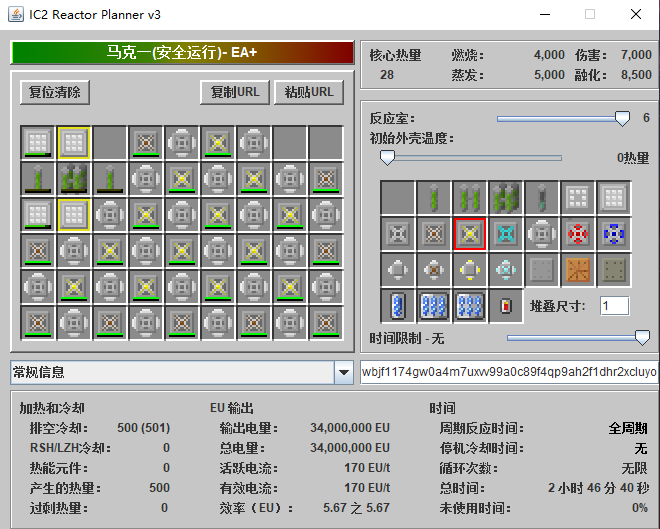 IC2 Reactor Planner v3
马克一(安全运行)- EA+
复位清除 复制URL 粘贴URL
核心热量 燃烧: 4,000 伤害: 7,000
28 蒸发: 5,000 融化: 8,500
反应室: 6
初始外壳温度:
0热量
堆叠尺寸: 1
时间限制 - 无
常规信息
wbjf1174gw0a4m7uxvv99a0c89f4qp9ah2f1dhr2xcluyo
加热和冷却 EU 输出 时间
排空冷却: 500 (501) 输出电量: 34,000,000 EU 周期反应时间: 全周期
RSH/LZH冷却: 0 总电量: 34,000,000 EU 停机冷却时间: 无
热能元件: 0 活跃电流: 170 EU/t 循环次数: 无限
产生的热量: 500 有效电流: 170 EU/t 总时间: 2 小时 46 分 40 秒
过剩热量: 0 效率（EU）: 5.67 之 5.67 未使用时间: 0%